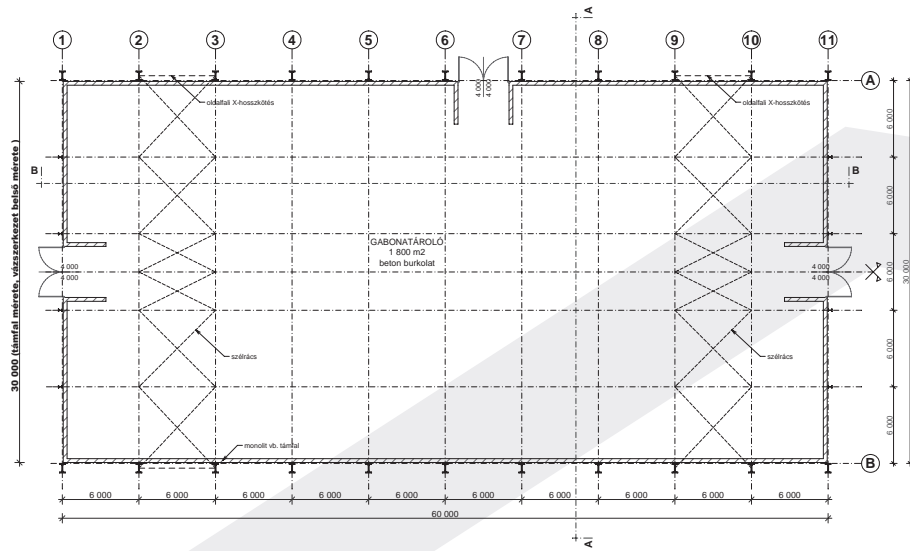 A
1 2 3 4 5 6 7 8 9 10 11
A
4 000
4 000
oldalfali X-hosszkötés
oldalfali X-hosszkötés
6 000
B
B
6 000
30 000 (támfal mérete, vázszerkezet belső mérete )
GABONATÁROLÓ
1 800 m2
beton burkolat
4 000
4 000
4 000
4 000
6 000
30 000
6 000
szélrács
szélrács
6 000
monolit vb. támfal
B
6 000 6 000 6 000 6 000 6 000 6 000 6 000 6 000 6 000 6 000
60 000
A